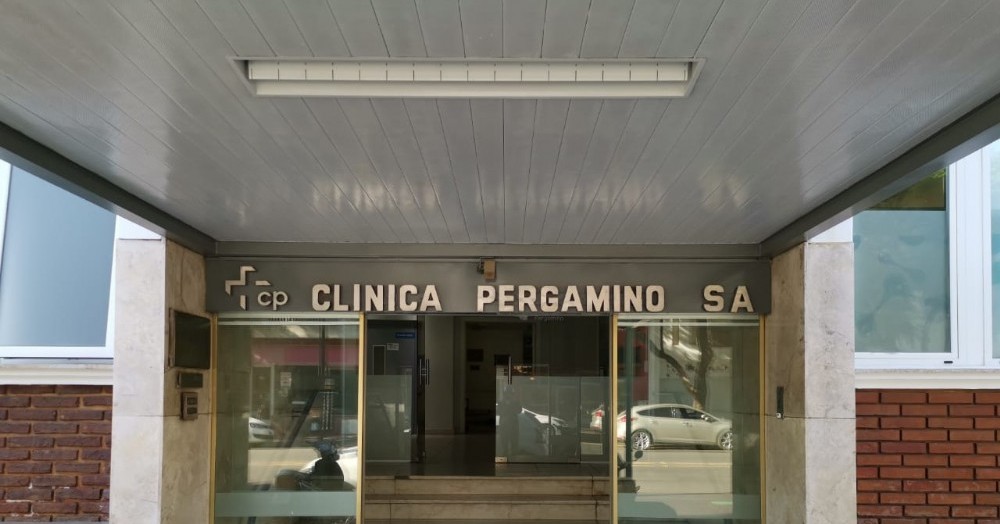 cp CLINICA PERGAMINO SA